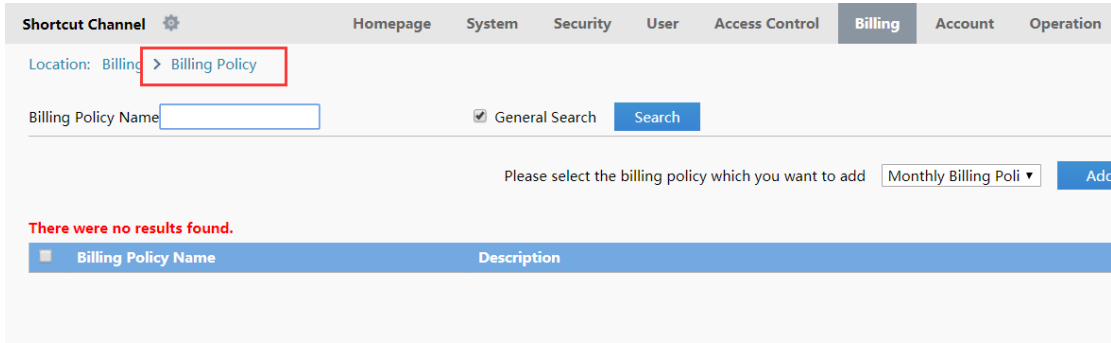 Shortcut Channel Homepage System Security User Access Control Billing Account Operation
Location: Billing > Billing Policy
Billing Policy Name General Search Search
Please select the billing policy which you want to add Monthly Billing Poli Add
There were no results found.
Billing Policy Name Description